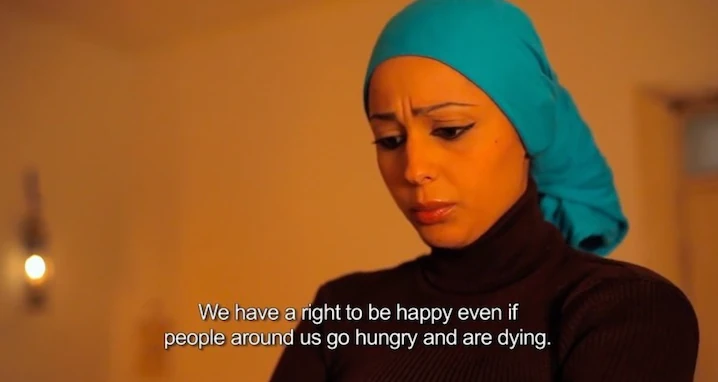 We have a right to be happy even if
people around us go hungry and are dying.